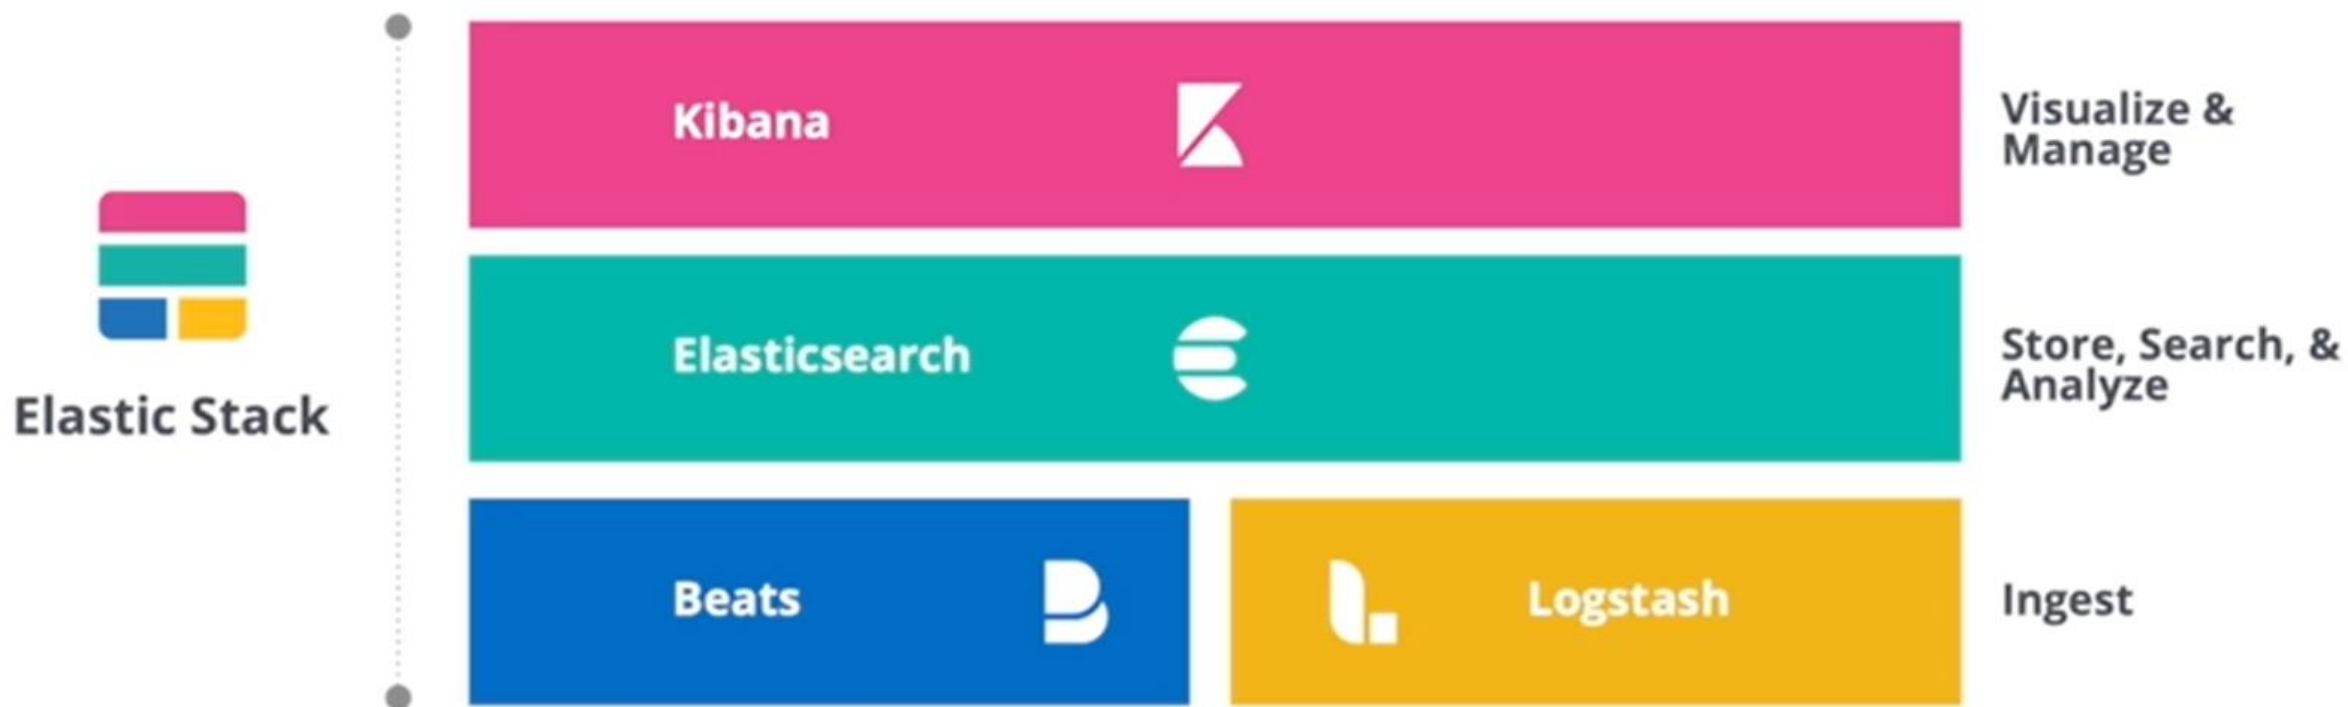 Elastic Stack
Kibana
Visualize &
Manage
Elasticsearch
Store, Search, &
Analyze
Beats
Logstash
Ingest